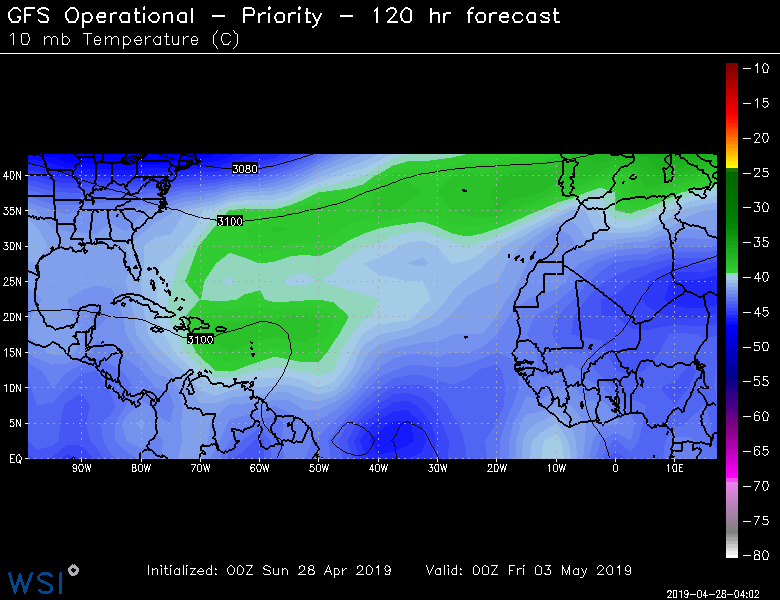 GFS Operational - Priority - 120 hr forecast
10 mb Temperature (C)
-10
-15
-20
-25
-30
-35
-40
-45
-50
-55
-60
-65
-70
-75
-80
40N
35N
30N
25N
20N
15N
10N
5N
EQ
3080
3100
3100
90W 80W 70W 60W 50W 40W 30W 20W 10W 0 10E
WSI
Initialized: 00Z Sun 28 Apr 2019 Valid: 00Z Fri 03 May 2019
2019-04-28-04:02